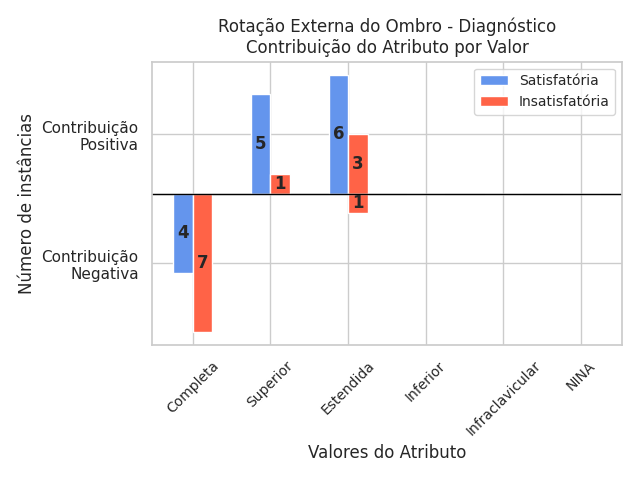 Rotação Externa do Ombro - Diagnóstico
Contribuição do Atributo por Valor
Satisfatória
Insatisfatória
Número de instâncias
Contribuição
Positiva
Contribuição
Negativa
4
7
5
1
6
3
1
Completa
Superior
Estendida
Inferior
Infraclavicular
NINA
Valores do Atributo